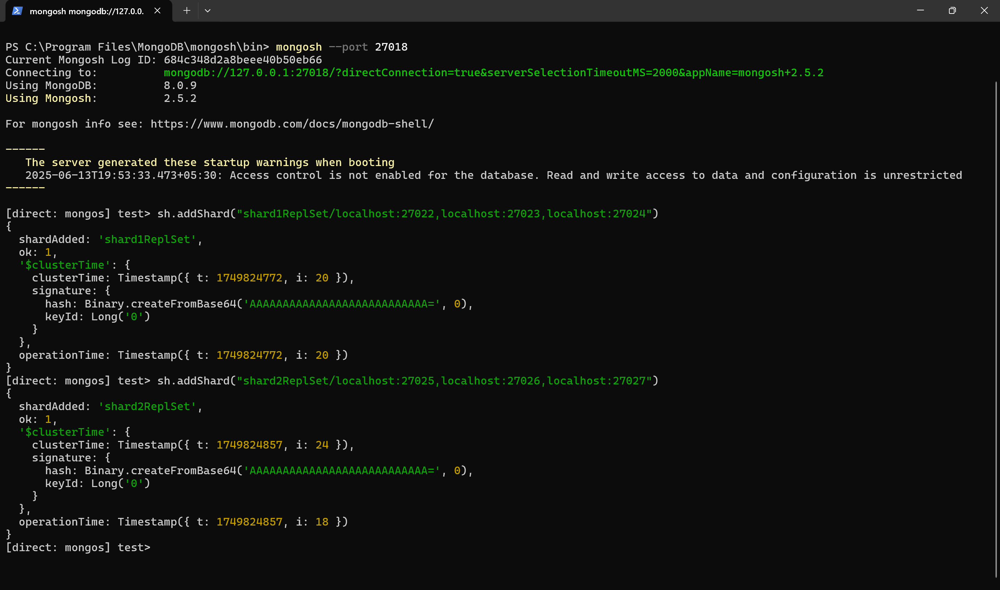 mongosh mongodb://127.0.0.
PS C:\Program Files\MongoDB\mongosh\bin> mongosh --port 27018
Current Mongosh Log ID: 684c348d2a8beee40b50eb66
Connecting to:          mongodb://127.0.0.1:27018/?directConnection=true&serverSelectionTimeoutMS=2000&appName=mongosh+2.5.2
Using MongoDB:          8.0.9
Using Mongosh:          2.5.2
For mongosh info see: https://www.mongodb.com/docs/mongodb-shell/
------
   The server generated these startup warnings when booting
   2025-06-13T19:53:33.473+05:30: Access control is not enabled for the database. Read and write access to data and configuration is unrestricted
------
[direct: mongos] test> sh.addShard("shard1ReplSet/localhost:27022,localhost:27023,localhost:27024")
{
  shardAdded: 'shard1ReplSet',
  ok: 1,
  '$clusterTime': {
    clusterTime: Timestamp({ t: 1749824772, i: 20 }),
    signature: {
      hash: Binary.createFromBase64('AAAAAAAAAAAAAAAAAAAAAAAAAAA=', 0),
      keyId: Long('0')
    }
  },
  operationTime: Timestamp({ t: 1749824772, i: 20 })
}
[direct: mongos] test> sh.addShard("shard2ReplSet/localhost:27025,localhost:27026,localhost:27027")
{
  shardAdded: 'shard2ReplSet',
  ok: 1,
  '$clusterTime': {
    clusterTime: Timestamp({ t: 1749824857, i: 24 }),
    signature: {
      hash: Binary.createFromBase64('AAAAAAAAAAAAAAAAAAAAAAAAAAA=', 0),
      keyId: Long('0')
    }
  },
  operationTime: Timestamp({ t: 1749824857, i: 18 })
}
[direct: mongos] test>